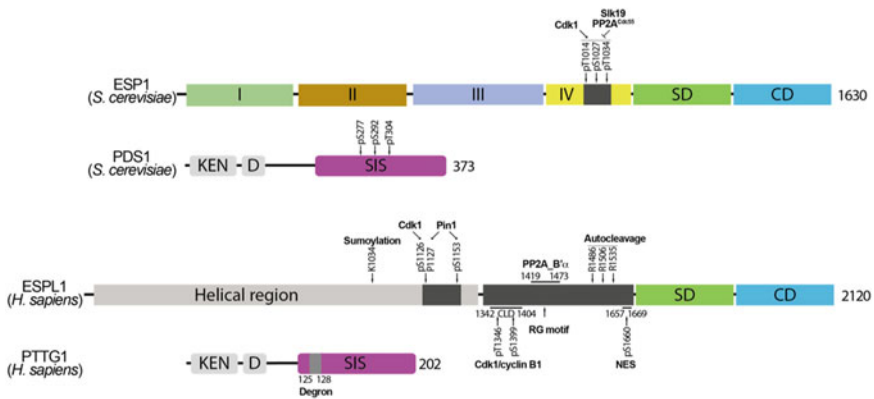 Slk19
Cdk1 PP2A^Cdc55
pT1014
pS1027
pT1034
ESP1
(S. cerevisiae)
I II III IV SD CD 1630
pS277
pS292
pT304
PDS1
(S. cerevisiae)
KEN D SIS 373
Cdk1 Pin1
Sumoylation Autocleavage
K1034
pS1126
P1127
pS1153
PP2A_B'α
1419 1473
R1486
R1506
R1535
ESPL1
(H. sapiens)
Helical region SD CD 2120
1342 CLD 1404 1657 1669
RG motif
pT1346
pS1399
pS1660
Cdk1/cyclin B1 NES
PTTG1
(H. sapiens)
KEN D SIS 202
125 128
Degron